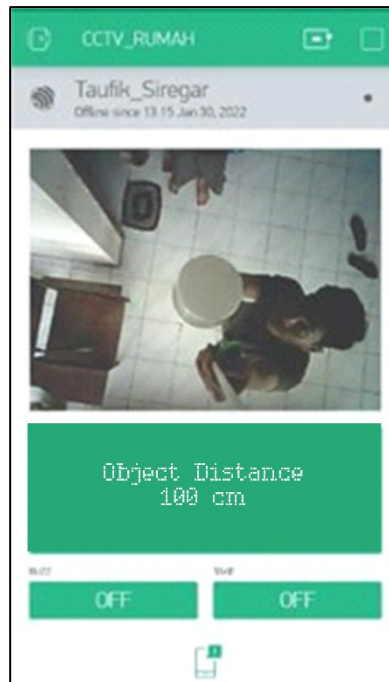 CCTV_RUMAH
Taufik_Siregar
Offline since 13:15 Jan 30, 2022
Object Distance
100 cm
OFF
OFF